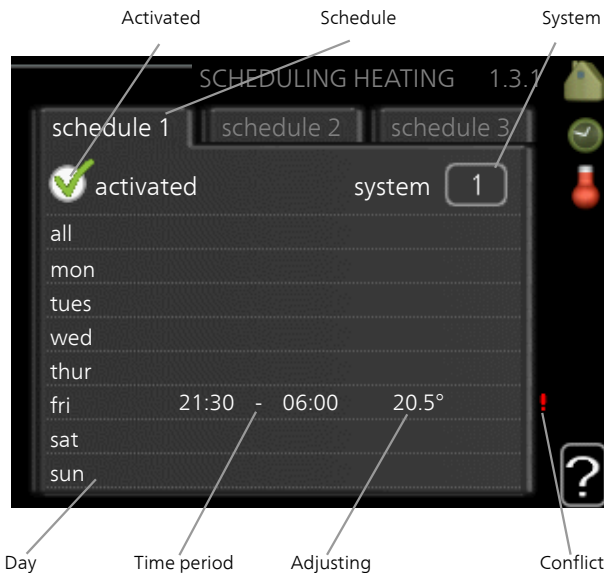 Activated Schedule System
SCHEDULING HEATING 1.3.1
schedule 1 schedule 2 schedule 3
activated system 1
all
mon
tues
wed
thur
fri 21:30 - 06:00 20.5° !
sat
sun
?
Day Time period Adjusting Conflict